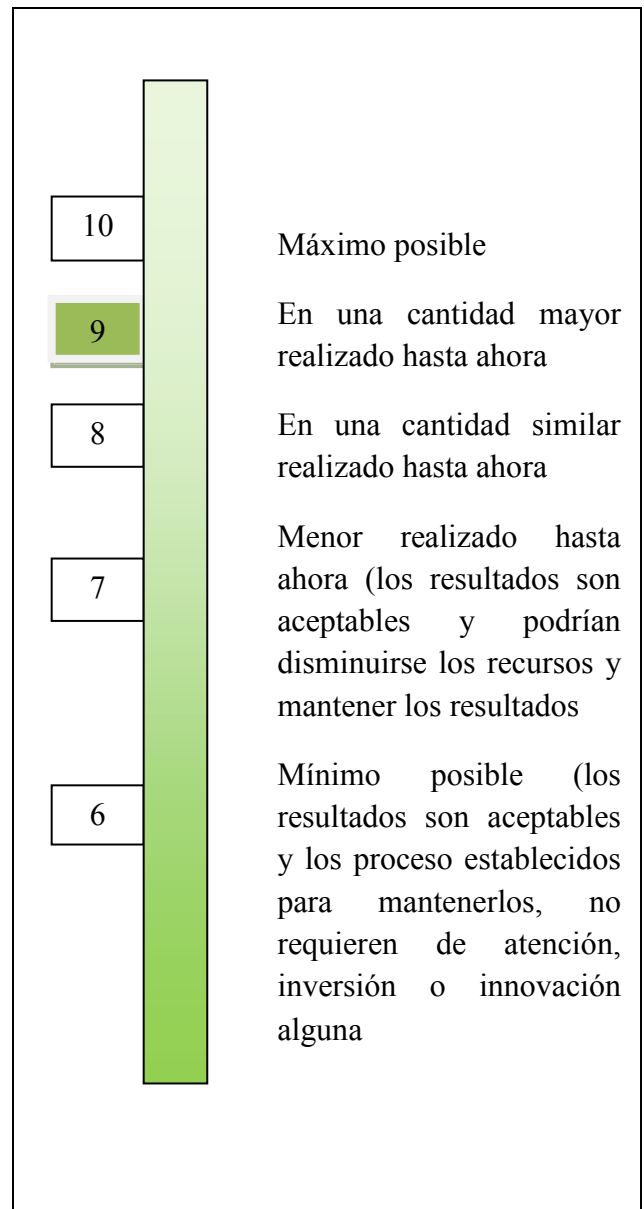 10
Máximo posible
9
En una cantidad mayor
realizado hasta ahora
8
En una cantidad similar
realizado hasta ahora
7
Menor realizado hasta
ahora (los resultados son
aceptables y podrían
disminuirse los recursos y
mantener los resultados
6
Mínimo posible (los
resultados son aceptables
y los proceso establecidos
para mantenerlos, no
requieren de atención,
inversión o innovación
alguna